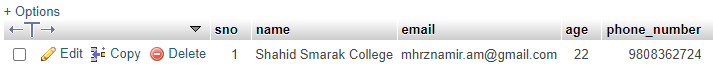 + Options
←T→ sno name email age phone_number
Edit Copy Delete 1 Shahid Smarak College mhrznamir.am@gmail.com 22 9808362724